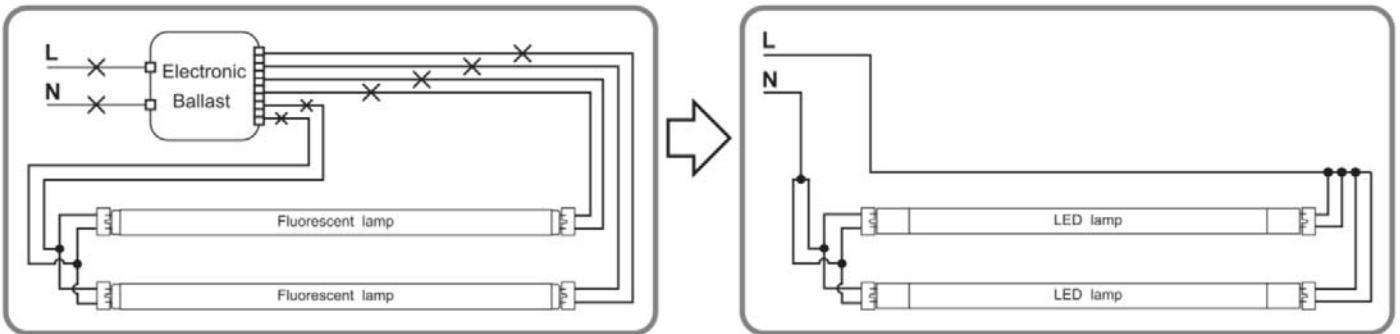 L
N
Electronic
Ballast
Fluorescent lamp
Fluorescent lamp
L
N
LED lamp
LED lamp